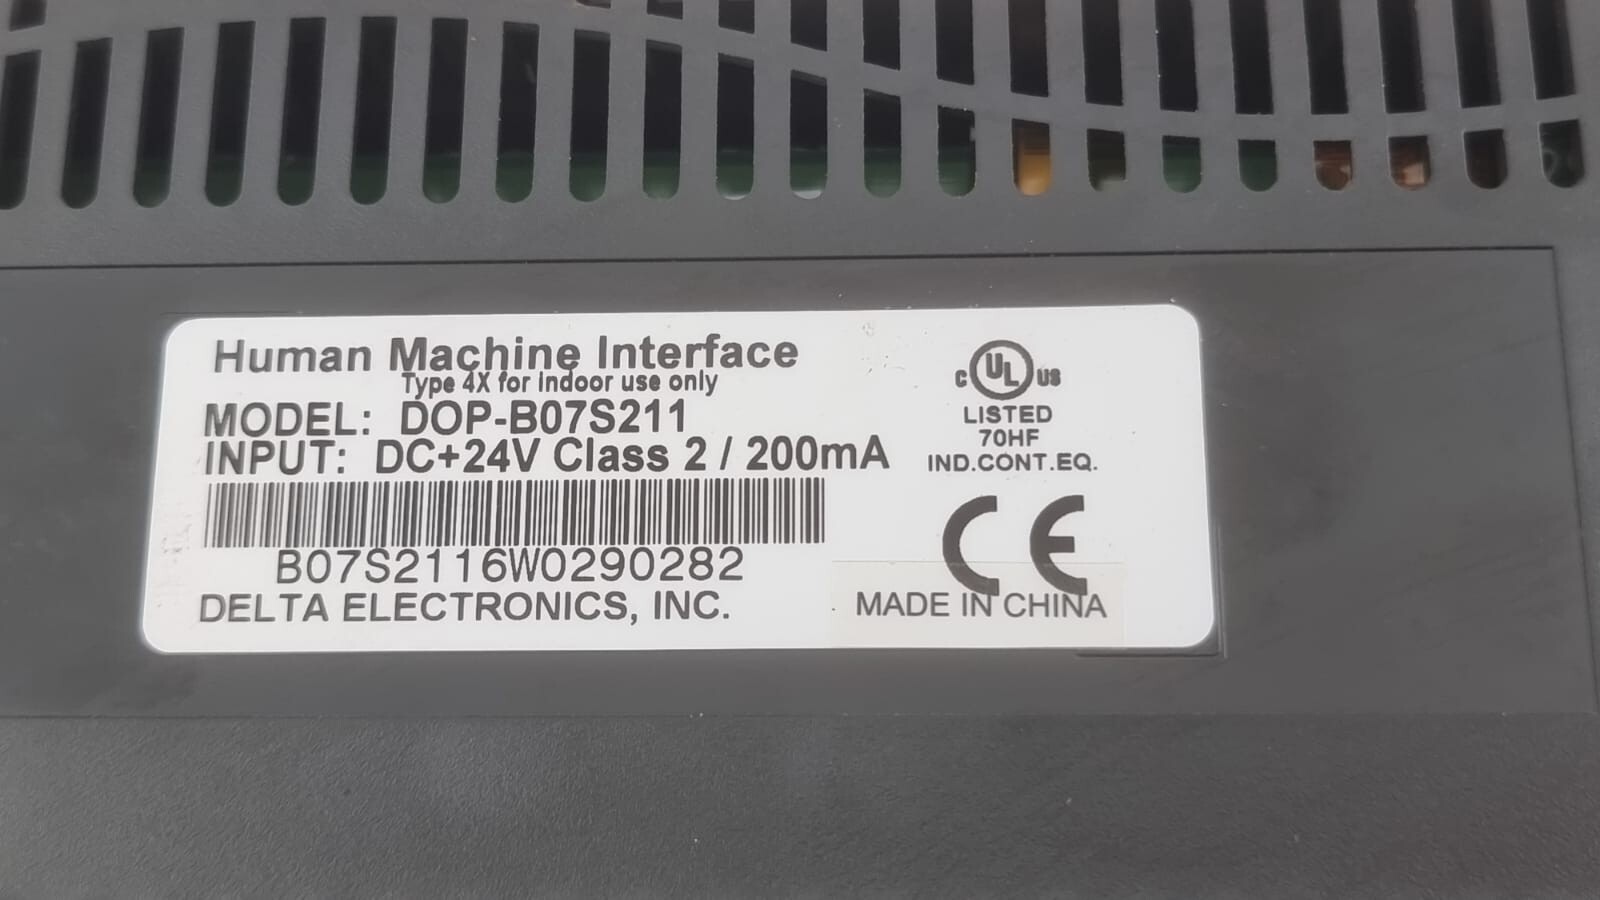 Human Machine Interface
Type 4X for Indoor use only
MODEL: DOP-B07S211
INPUT: DC+24V Class 2 / 200mA
B07S2116W0290282
DELTA ELECTRONICS, INC.
C UL US
LISTED
70HF
IND.CONT.EQ.
CE
MADE IN CHINA